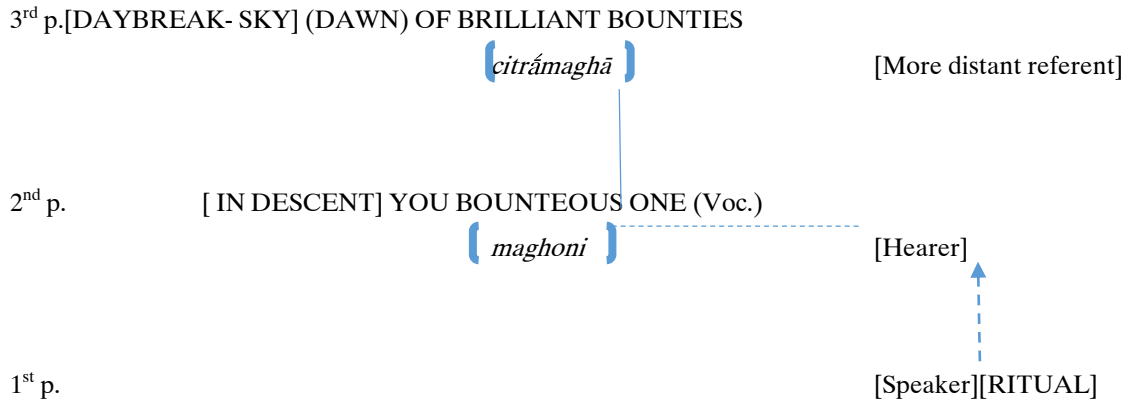 3rd p.[DAYBREAK- SKY] (DAWN) OF BRILLIANT BOUNTIES
citrā́maghā [More distant referent]
2nd p. [ IN DESCENT] YOU BOUNTEOUS ONE (Voc.)
maghoni [Hearer]
1st p. [Speaker][RITUAL]